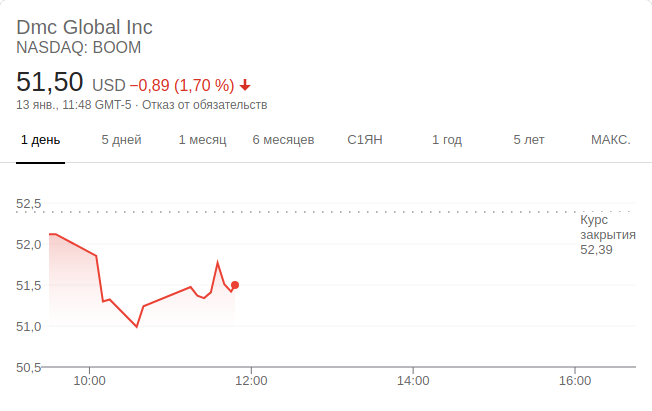 Dmc Global Inc
NASDAQ: BOOM
51,50 USD −0,89 (1,70 %)
13 янв., 11:48 GMT-5 · Отказ от обязательств
1 день 5 дней 1 месяц 6 месяцев С1ЯН 1 год 5 лет МАКС.
52,5
Курс
закрытия
52,39
52,0
51,5
51,0
50,5
10:00 12:00 14:00 16:00